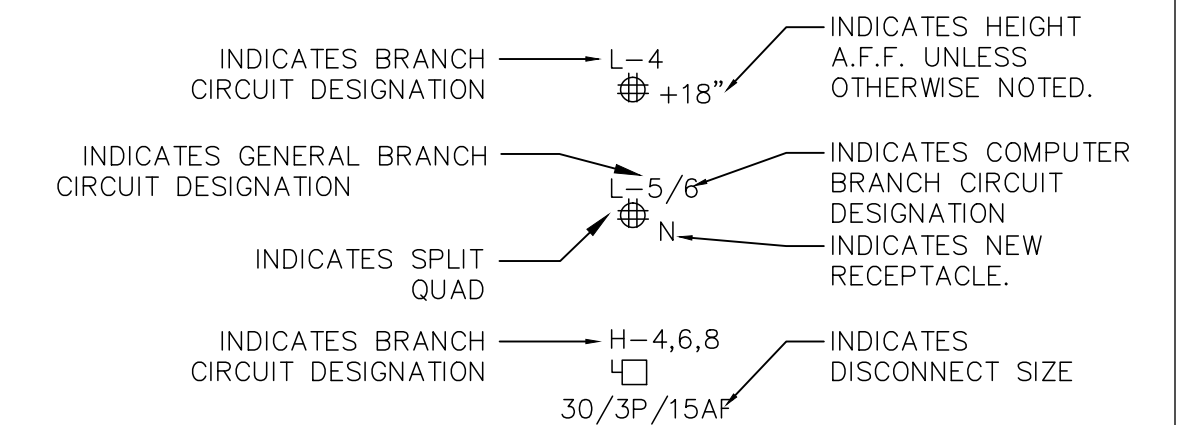 INDICATES BRANCH
CIRCUIT DESIGNATION
L-4
+18"
INDICATES HEIGHT
A.F.F. UNLESS
OTHERWISE NOTED.
INDICATES GENERAL BRANCH
CIRCUIT DESIGNATION
L-5/6
N
INDICATES COMPUTER
BRANCH CIRCUIT
DESIGNATION
INDICATES NEW
RECEPTACLE.
INDICATES SPLIT
QUAD
INDICATES BRANCH
CIRCUIT DESIGNATION
H-4,6,8
30/3P/15AF
INDICATES
DISCONNECT SIZE